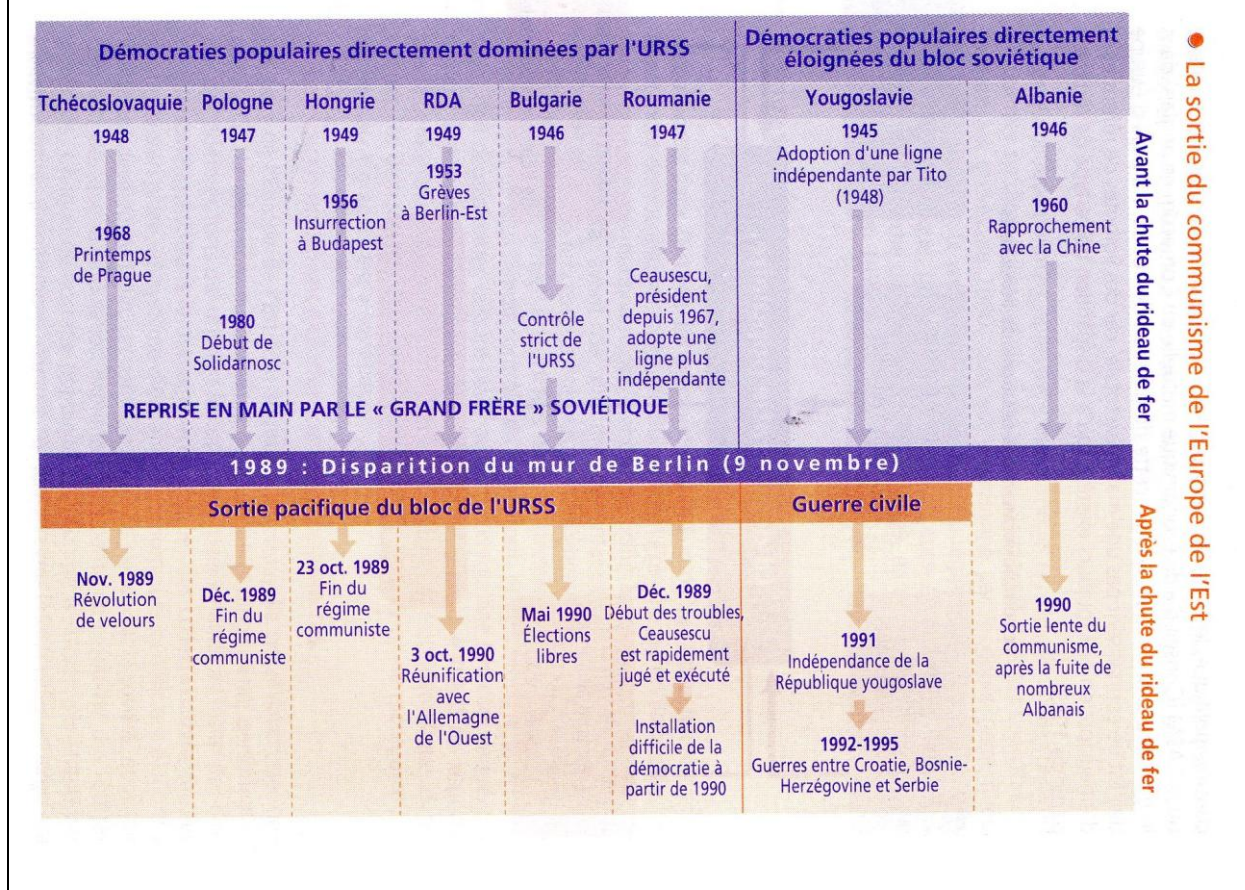 ● La sortie du communisme de l'Europe de l'Est
Démocraties populaires directement dominées par l'URSS
Démocraties populaires directement
éloignées du bloc soviétique
Tchécoslovaquie
Pologne
Hongrie
RDA
Bulgarie
Roumanie
Yougoslavie
Albanie
Avant la chute du rideau de fer
1948
1968
Printemps
de Prague
1947
1980
Début de
Solidarnosc
1949
1956
Insurrection
à Budapest
1949
1953
Grèves
à Berlin-Est
1946
Contrôle
strict de
l'URSS
1947
Ceausescu,
président
depuis 1967,
adopte une
ligne plus
indépendante
1945
Adoption d'une ligne
indépendante par Tito
(1948)
1946
1960
Rapprochement
avec la Chine
REPRISE EN MAIN PAR LE « GRAND FRÈRE » SOVIÉTIQUE
1989 : Disparition du mur de Berlin (9 novembre)
Sortie pacifique du bloc de l'URSS
Guerre civile
Après la chute du rideau de fer
Nov. 1989
Révolution
de velours
Déc. 1989
Fin du
régime
communiste
23 oct. 1989
Fin du
régime
communiste
3 oct. 1990
Réunification
avec
l'Allemagne
de l'Ouest
Mai 1990
Élections
libres
Déc. 1989
Début des troubles,
Ceausescu
est rapidement
jugé et exécuté
Installation
difficile de la
démocratie à
partir de 1990
1991
Indépendance de la
République yougoslave
1992-1995
Guerres entre Croatie, Bosnie-
Herzégovine et Serbie
1990
Sortie lente du
communisme,
après la fuite de
nombreux
Albanais